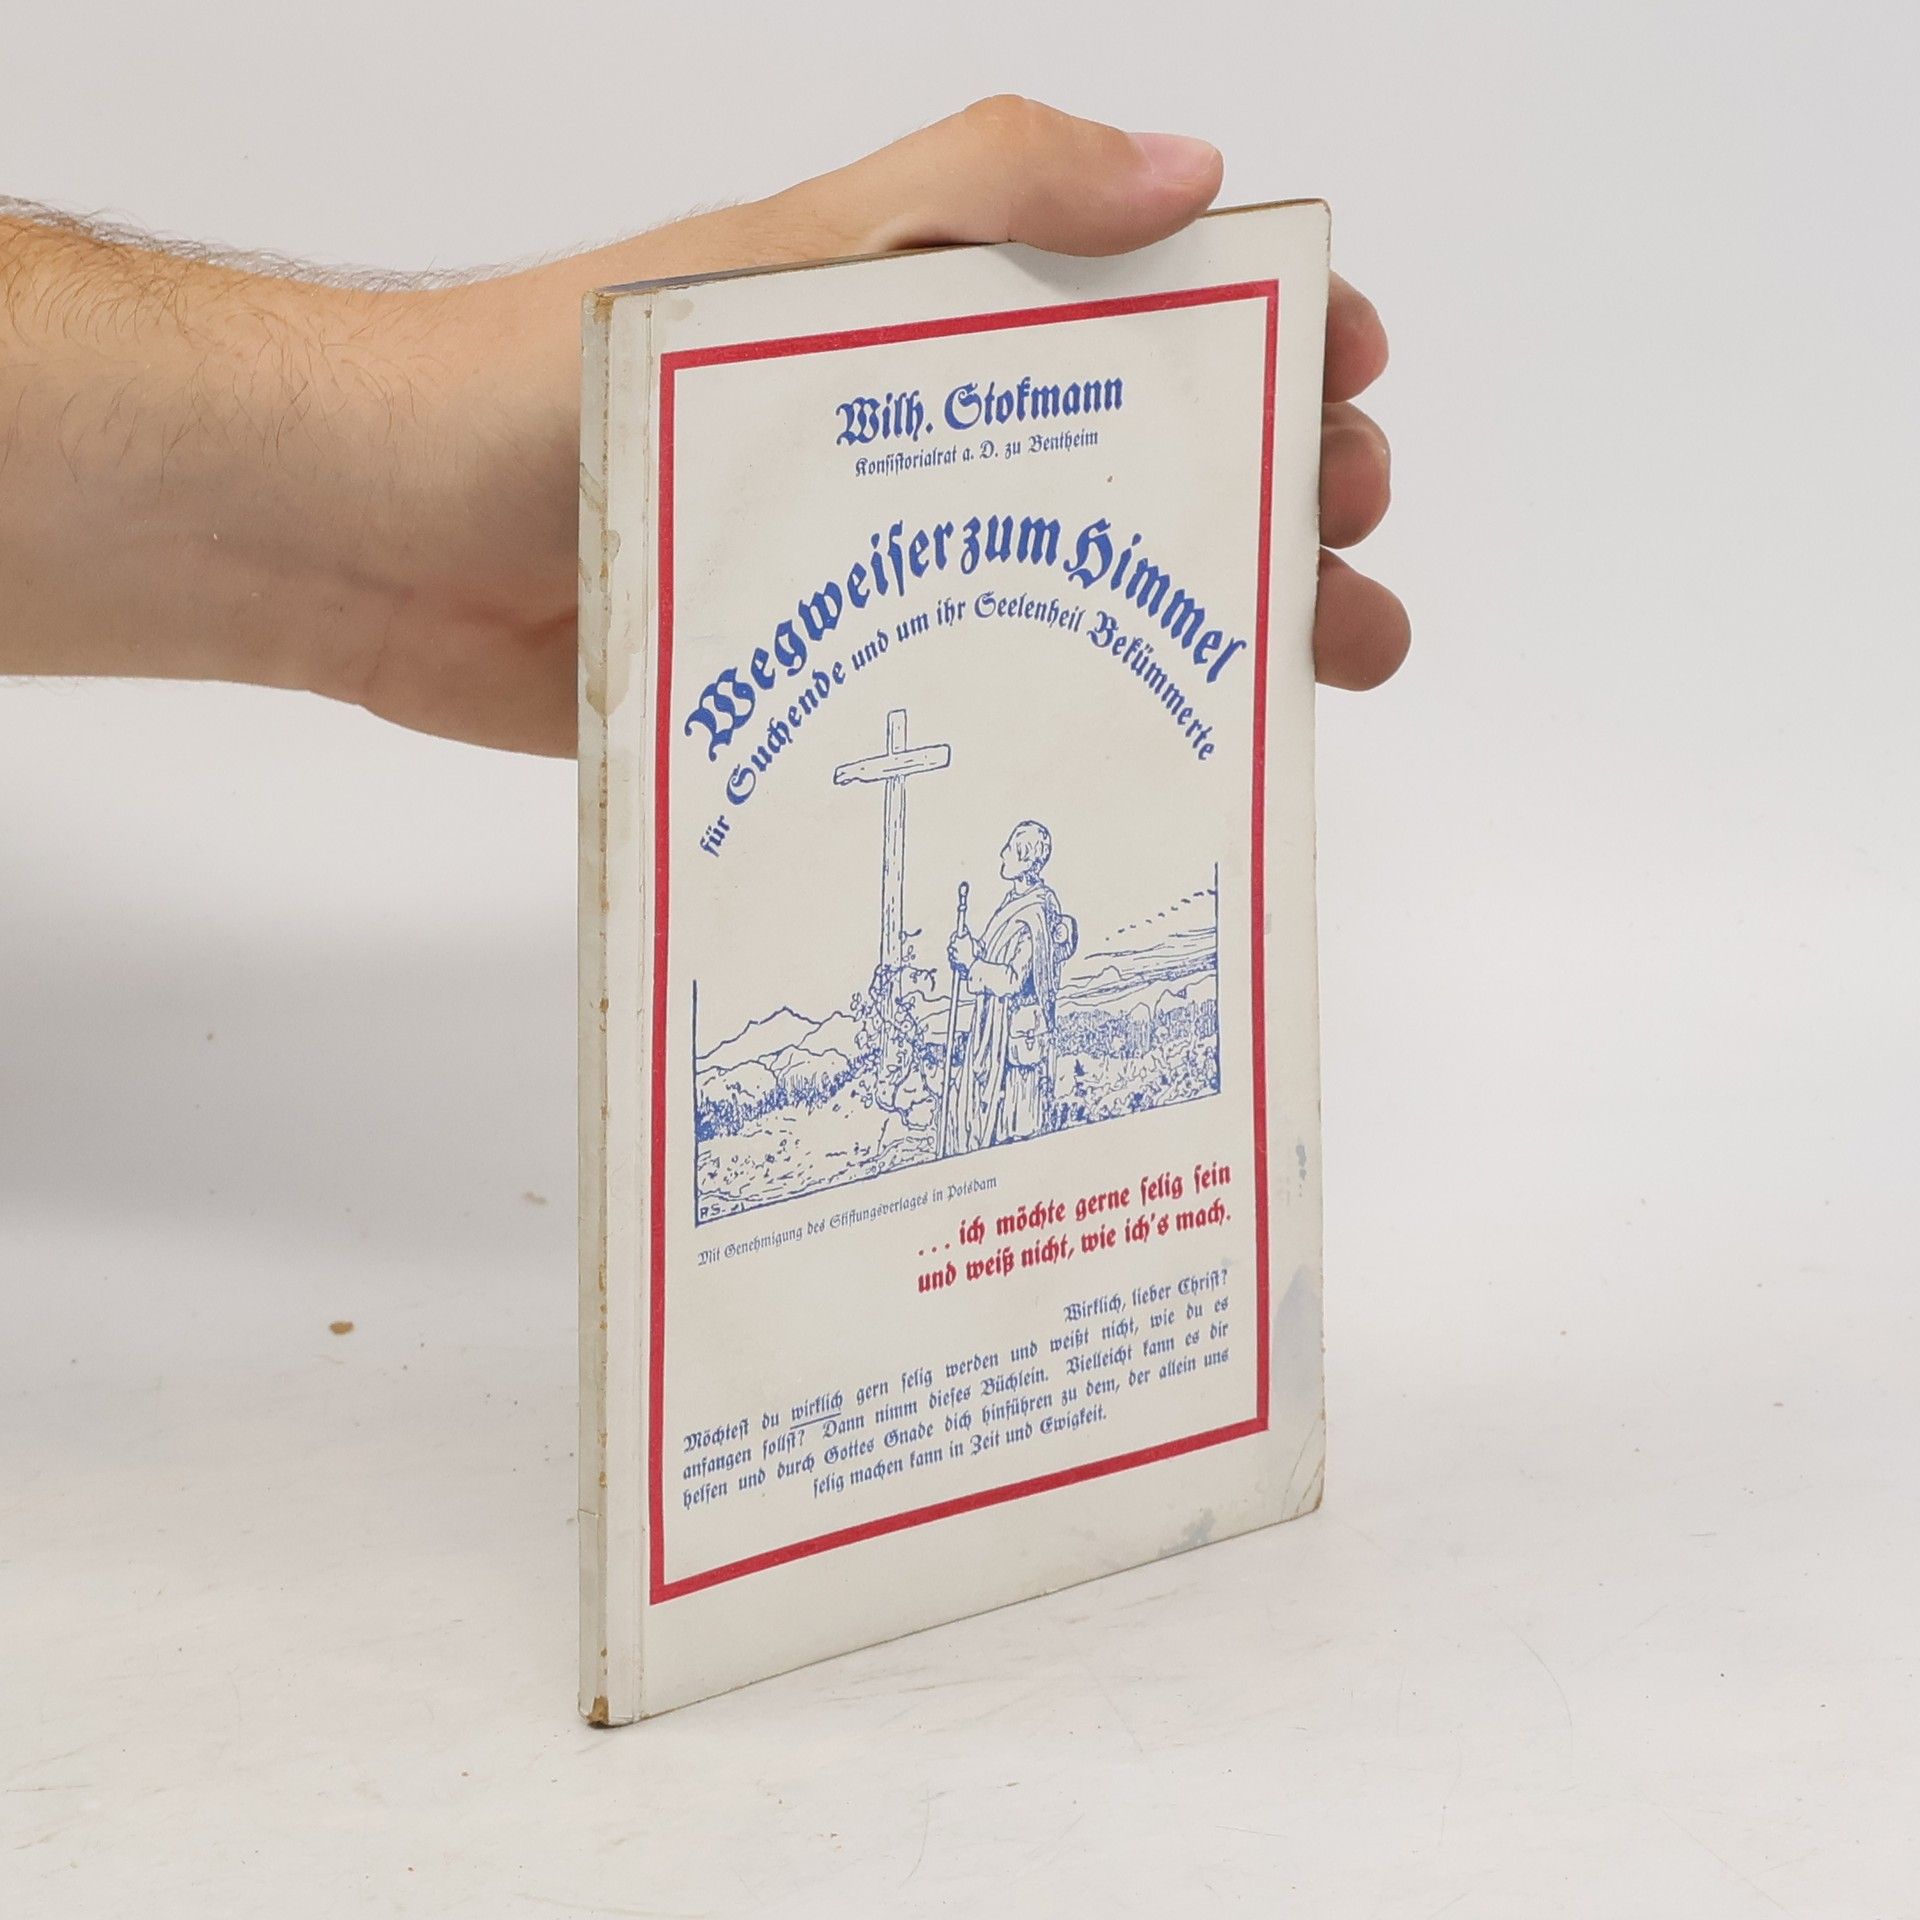 Wilh. Stokmann
Konsistorialrat a. D. zu Bentheim
Wegweiser zum Himmel
für Suchende und um ihr Seelenheil Bekümmerte
R.S.
Mit Genehmigung des Stiftungsverlages in Potsdam
... ich möchte gerne selig sein
und weiß nicht, wie ich's mach.
Wirklich, lieber Christ?
Möchtest du wirklich gern selig werden und weißt nicht, wie du es
anfangen sollst? Dann nimm dieses Büchlein. Vielleicht kann es dir
helfen und durch Gottes Gnade dich hinführen zu dem, der allein uns
selig machen kann in Zeit und Ewigkeit.